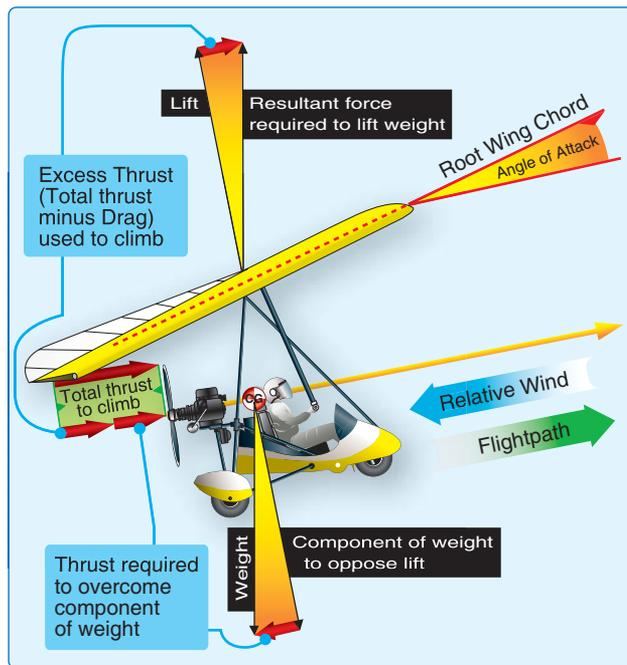 Lift
Resultant force
required to lift weight
Root Wing Chord
Angle of Attack
Excess Thrust
(Total thrust
minus Drag)
used to climb
Total thrust
to climb
CG
Relative Wind
Flightpath
Weight
Component of weight
to oppose lift
Thrust required
to overcome
component
of weight